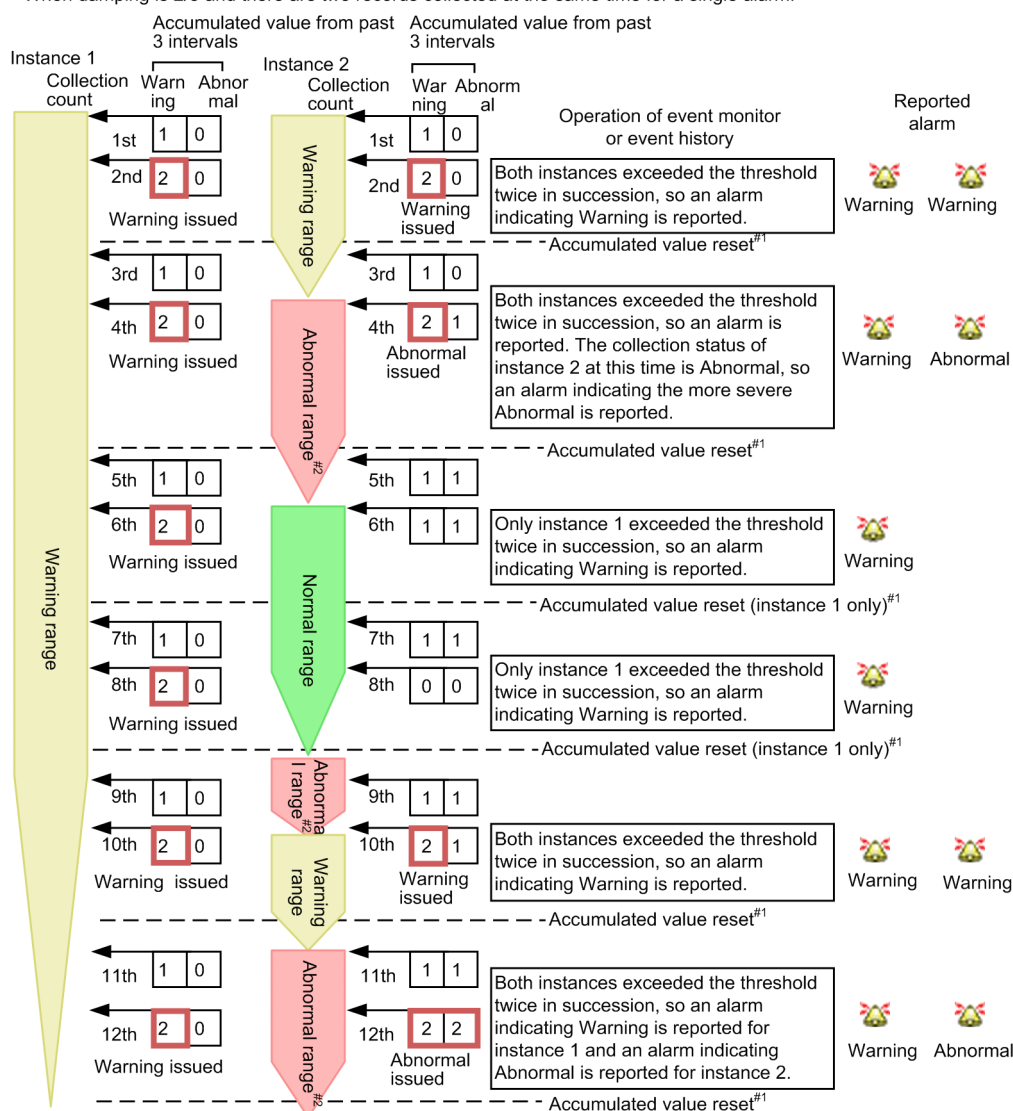 When damping is 2/3 and there are two records collected at the same time for a single alarm:
Accumulated value from past
3 intervals
Accumulated value from past
3 intervals
Instance 1
Collection
count
Warn
ing
Abnor
mal
Instance 2
Collection
count
War
ning
Abnorm
al
Operation of event monitor
or event history
Reported
alarm
1st 1 0
1st 1 0
2nd 2 0
Warning issued
2nd 2 0
Warning
issued
Both instances exceeded the threshold
twice in succession, so an alarm
indicating Warning is reported.
Warning Warning
Warning range
Accumulated value reset#1
3rd 1 0
3rd 1 0
4th 2 0
Warning issued
4th 2 1
Abnormal
issued
Both instances exceeded the threshold
twice in succession, so an alarm is
reported. The collection status of
instance 2 at this time is Abnormal, so
an alarm indicating the more severe
Abnormal is reported.
Warning Abnormal
Abnormal range#2
Accumulated value reset#1
5th 1 0
5th 1 1
6th 2 0
Warning issued
6th 1 1
Only instance 1 exceeded the threshold
twice in succession, so an alarm
indicating Warning is reported.
Warning
Warning range
Normal range
Accumulated value reset (instance 1 only)#1
7th 1 0
7th 1 1
8th 2 0
Warning issued
8th 0 0
Only instance 1 exceeded the threshold
twice in succession, so an alarm
indicating Warning is reported.
Warning
Accumulated value reset (instance 1 only)#1
Abnorma
l range#2
9th 1 0
9th 1 1
10th 2 0
Warning issued
10th 2 1
Warning
issued
Both instances exceeded the threshold
twice in succession, so an alarm
indicating Warning is reported.
Warning Warning
Warning
range
Accumulated value reset#1
11th 1 0
11th 1 1
12th 2 0
Warning issued
12th 2 2
Abnormal
issued
Both instances exceeded the threshold
twice in succession, so an alarm
indicating Warning is reported for
instance 1 and an alarm indicating
Abnormal is reported for instance 2.
Warning Abnormal
Abnormal range#2
Accumulated value reset#1